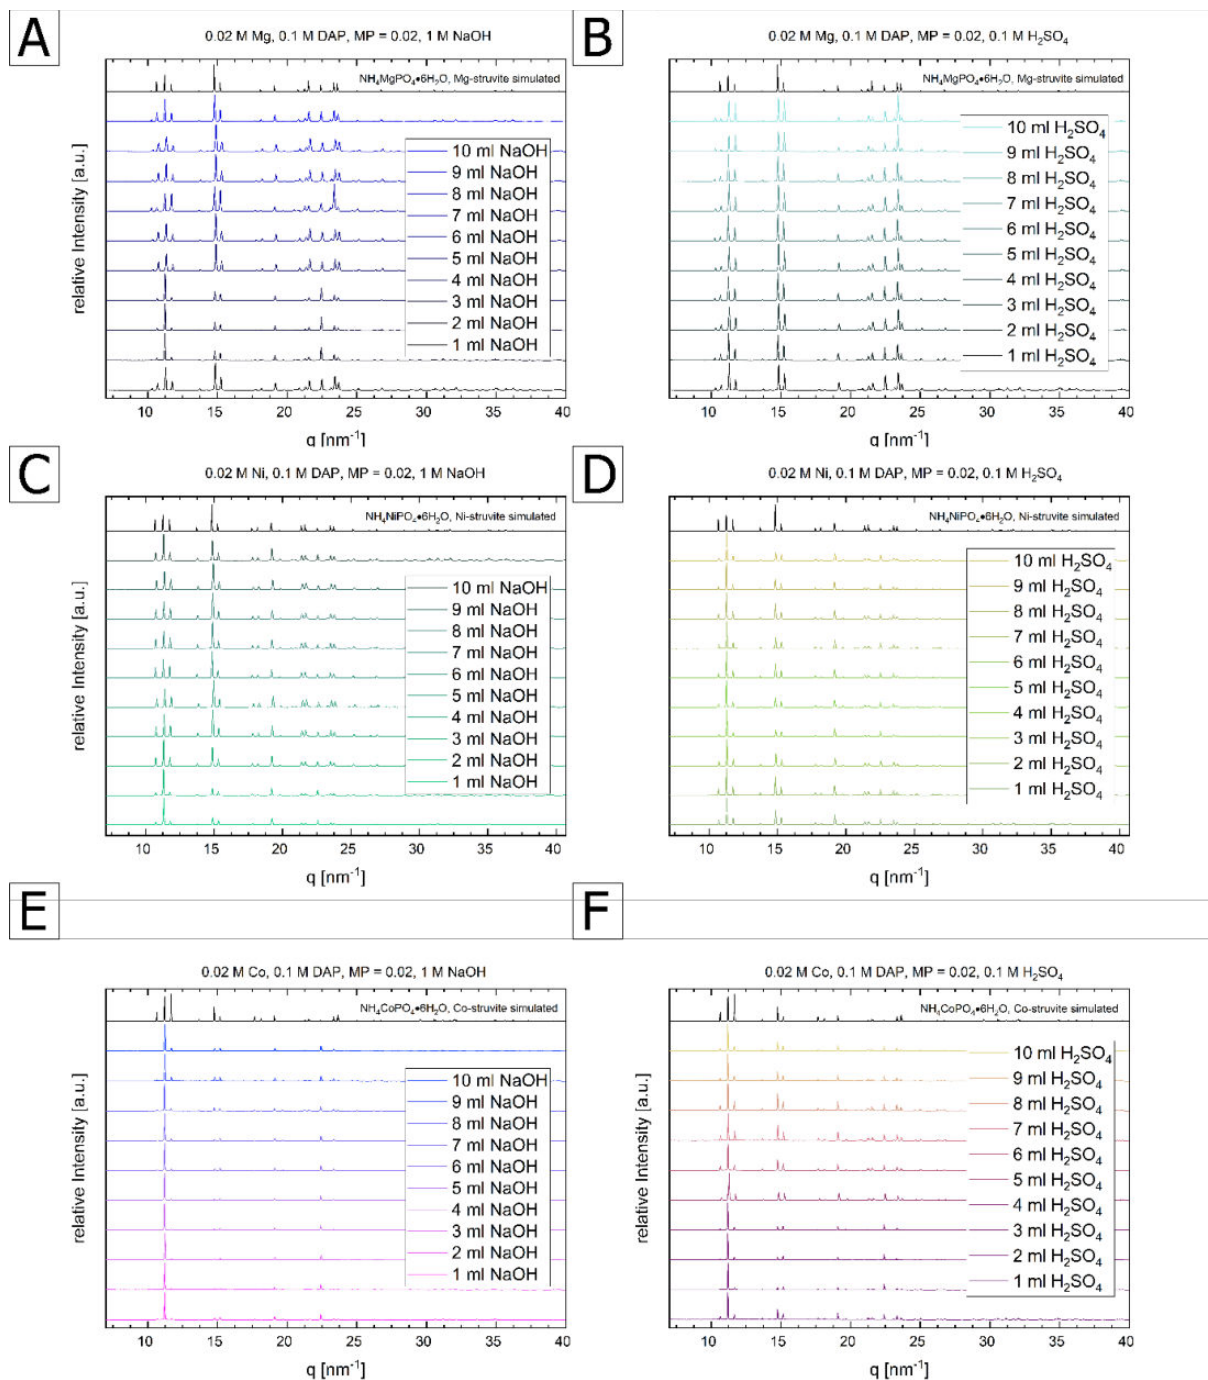 A
0.02 M Mg, 0.1 M DAP, MP = 0.02, 1 M NaOH
NH₄MgPO₄●6H₂O, Mg-struvite simulated
10 ml NaOH
9 ml NaOH
8 ml NaOH
7 ml NaOH
6 ml NaOH
5 ml NaOH
4 ml NaOH
3 ml NaOH
2 ml NaOH
1 ml NaOH
relative Intensity [a.u.]
10 15 20 25 30 35 40
q [nm⁻¹]
B
0.02 M Mg, 0.1 M DAP, MP = 0.02, 0.1 M H₂SO₄
NH₄MgPO₄●6H₂O, Mg-struvite simulated
10 ml H₂SO₄
9 ml H₂SO₄
8 ml H₂SO₄
7 ml H₂SO₄
6 ml H₂SO₄
5 ml H₂SO₄
4 ml H₂SO₄
3 ml H₂SO₄
2 ml H₂SO₄
1 ml H₂SO₄
relative Intensity [a.u.]
10 15 20 25 30 35 40
q [nm⁻¹]
C
0.02 M Ni, 0.1 M DAP, MP = 0.02, 1 M NaOH
NH₄NiPO₄●6H₂O, Ni-struvite simulated
10 ml NaOH
9 ml NaOH
8 ml NaOH
7 ml NaOH
6 ml NaOH
5 ml NaOH
4 ml NaOH
3 ml NaOH
2 ml NaOH
1 ml NaOH
relative Intensity [a.u.]
10 15 20 25 30 35 40
q [nm⁻¹]
D
0.02 M Ni, 0.1 M DAP, MP = 0.02, 0.1 M H₂SO₄
NH₄NiPO₄●6H₂O, Ni-struvite simulated
10 ml H₂SO₄
9 ml H₂SO₄
8 ml H₂SO₄
7 ml H₂SO₄
6 ml H₂SO₄
5 ml H₂SO₄
4 ml H₂SO₄
3 ml H₂SO₄
2 ml H₂SO₄
1 ml H₂SO₄
relative Intensity [a.u.]
10 15 20 25 30 35 40
q [nm⁻¹]
E
0.02 M Co, 0.1 M DAP, MP = 0.02, 1 M NaOH
NH₄CoPO₄●6H₂O, Co-struvite simulated
10 ml NaOH
9 ml NaOH
8 ml NaOH
7 ml NaOH
6 ml NaOH
5 ml NaOH
4 ml NaOH
3 ml NaOH
2 ml NaOH
1 ml NaOH
relative Intensity [a.u.]
10 15 20 25 30 35 40
q [nm⁻¹]
F
0.02 M Co, 0.1 M DAP, MP = 0.02, 0.1 M H₂SO₄
NH₄CoPO₄●6H₂O, Co-struvite simulated
10 ml H₂SO₄
9 ml H₂SO₄
8 ml H₂SO₄
7 ml H₂SO₄
6 ml H₂SO₄
5 ml H₂SO₄
4 ml H₂SO₄
3 ml H₂SO₄
2 ml H₂SO₄
1 ml H₂SO₄
relative Intensity [a.u.]
10 15 20 25 30 35 40
q [nm⁻¹]